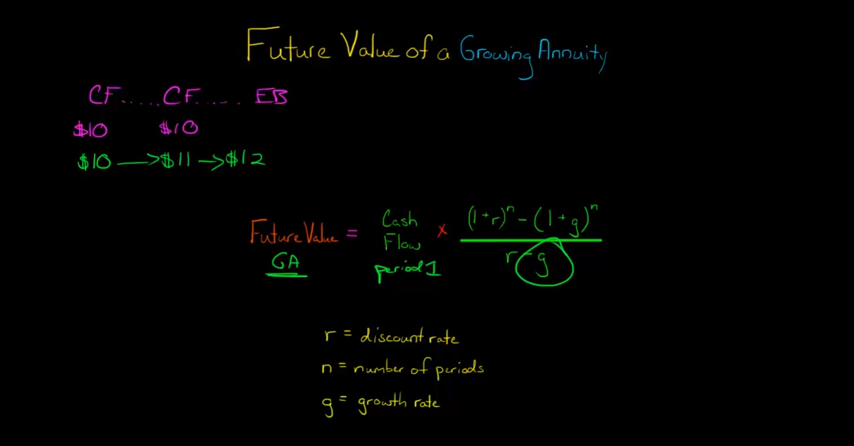 Future Value of a Growing Annuity
CF..... CF..... EB
$10 $10
$10 → $11 → $12
Future Value = Cash Flow × (1+r)^n - (1+g)^n
GA period 1 r - g
r = discount rate
n = number of periods
g = growth rate